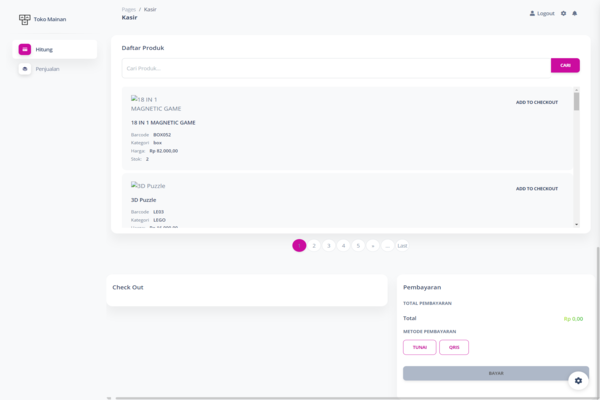 Toko Mainan
Pages / Kasir
Kasir
Logout
Hitung
Penjualan
Daftar Produk
Cari Produk...
CARI
18 IN 1
MAGNETIC GAME
ADD TO CHECKOUT
18 IN 1 MAGNETIC GAME
Barcode: BOX052
Kategori: box
Harga: Rp 82.000,00
Stok: 2
3D Puzzle
ADD TO CHECKOUT
3D Puzzle
Barcode: LE03
Kategori: LEGO
1 2 3 4 5 » ... Last
Check Out
Pembayaran
TOTAL PEMBAYARAN
Total
Rp 0,00
METODE PEMBAYARAN
TUNAI
QRIS
BAYAR